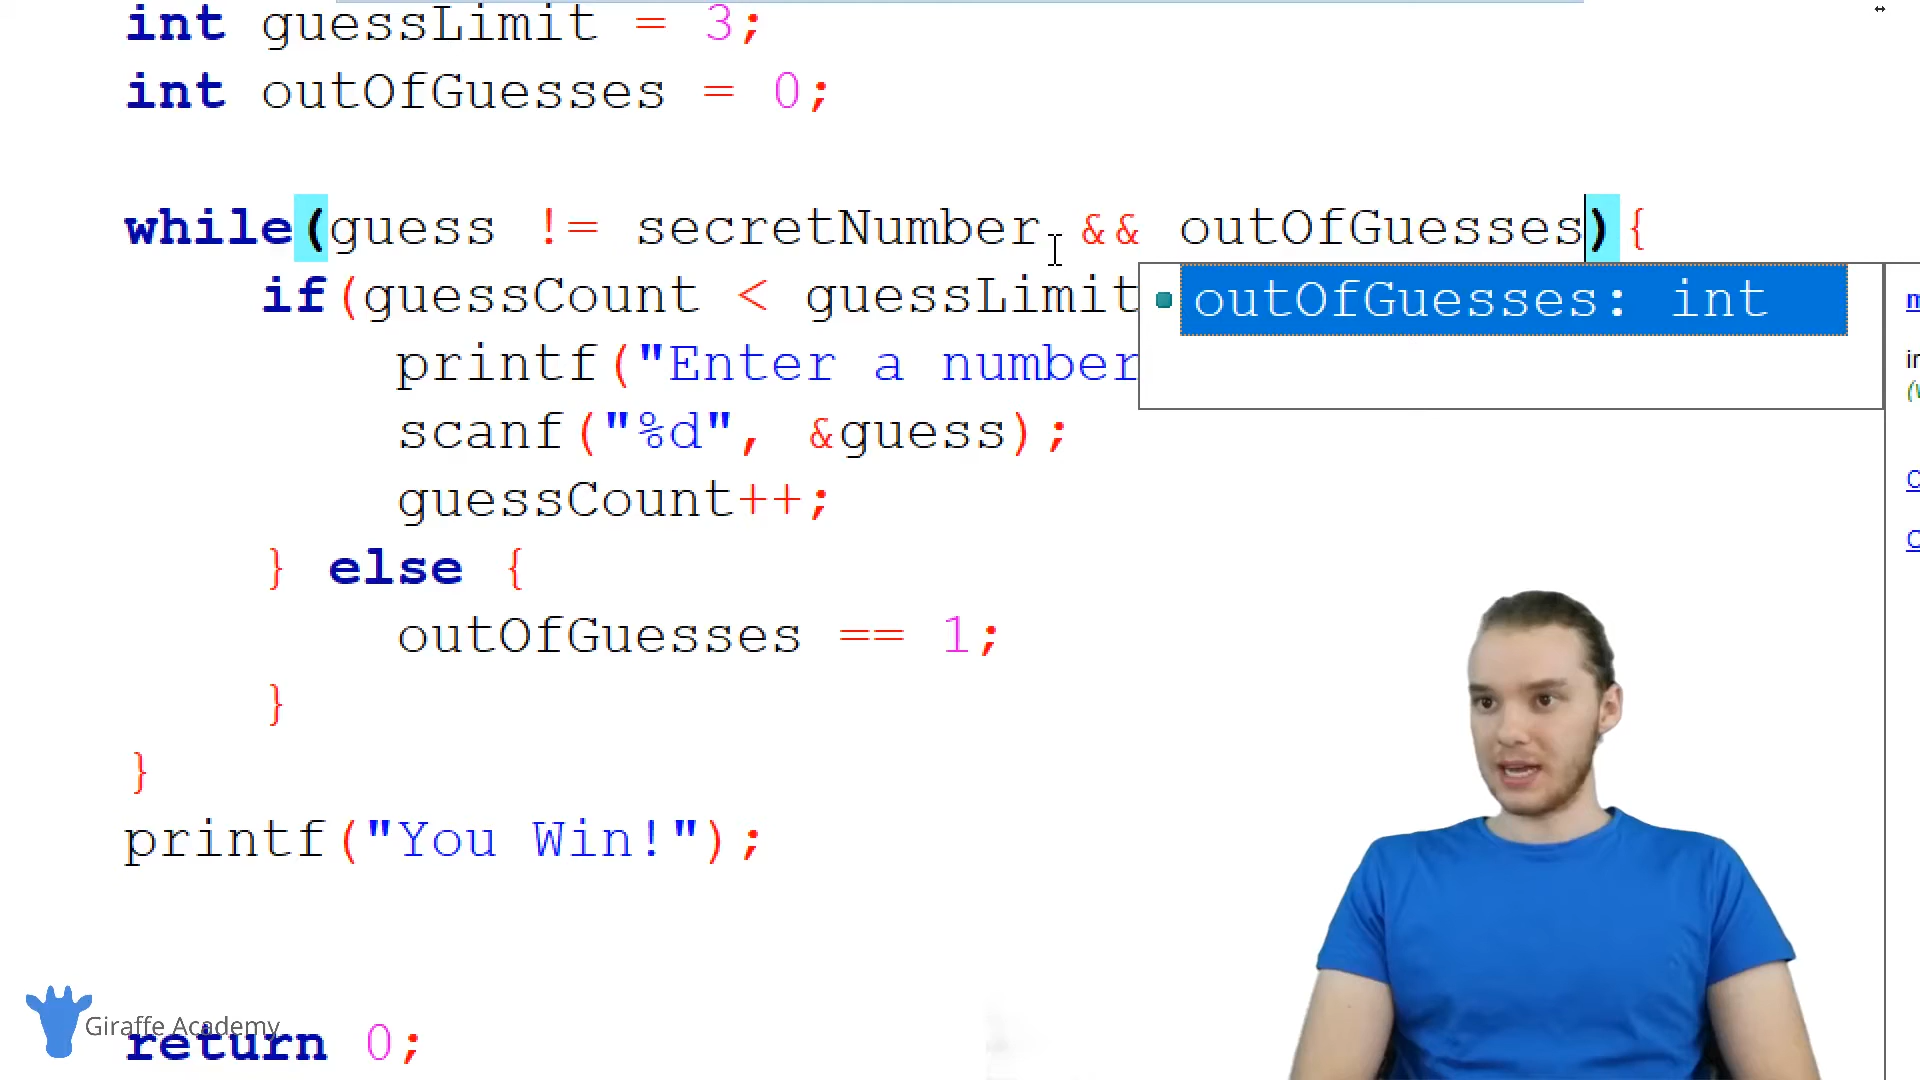 int guessLimit = 3;
int outOfGuesses = 0;
while(guess != secretNumber && outOfGuesses){
if(guessCount < guessLimit
outOfGuesses: int
printf("Enter a number
scanf("%d", &guess);
guessCount++;
} else {
outOfGuesses == 1;
}
}
printf("You Win!");
Giraffe Academy
return 0;